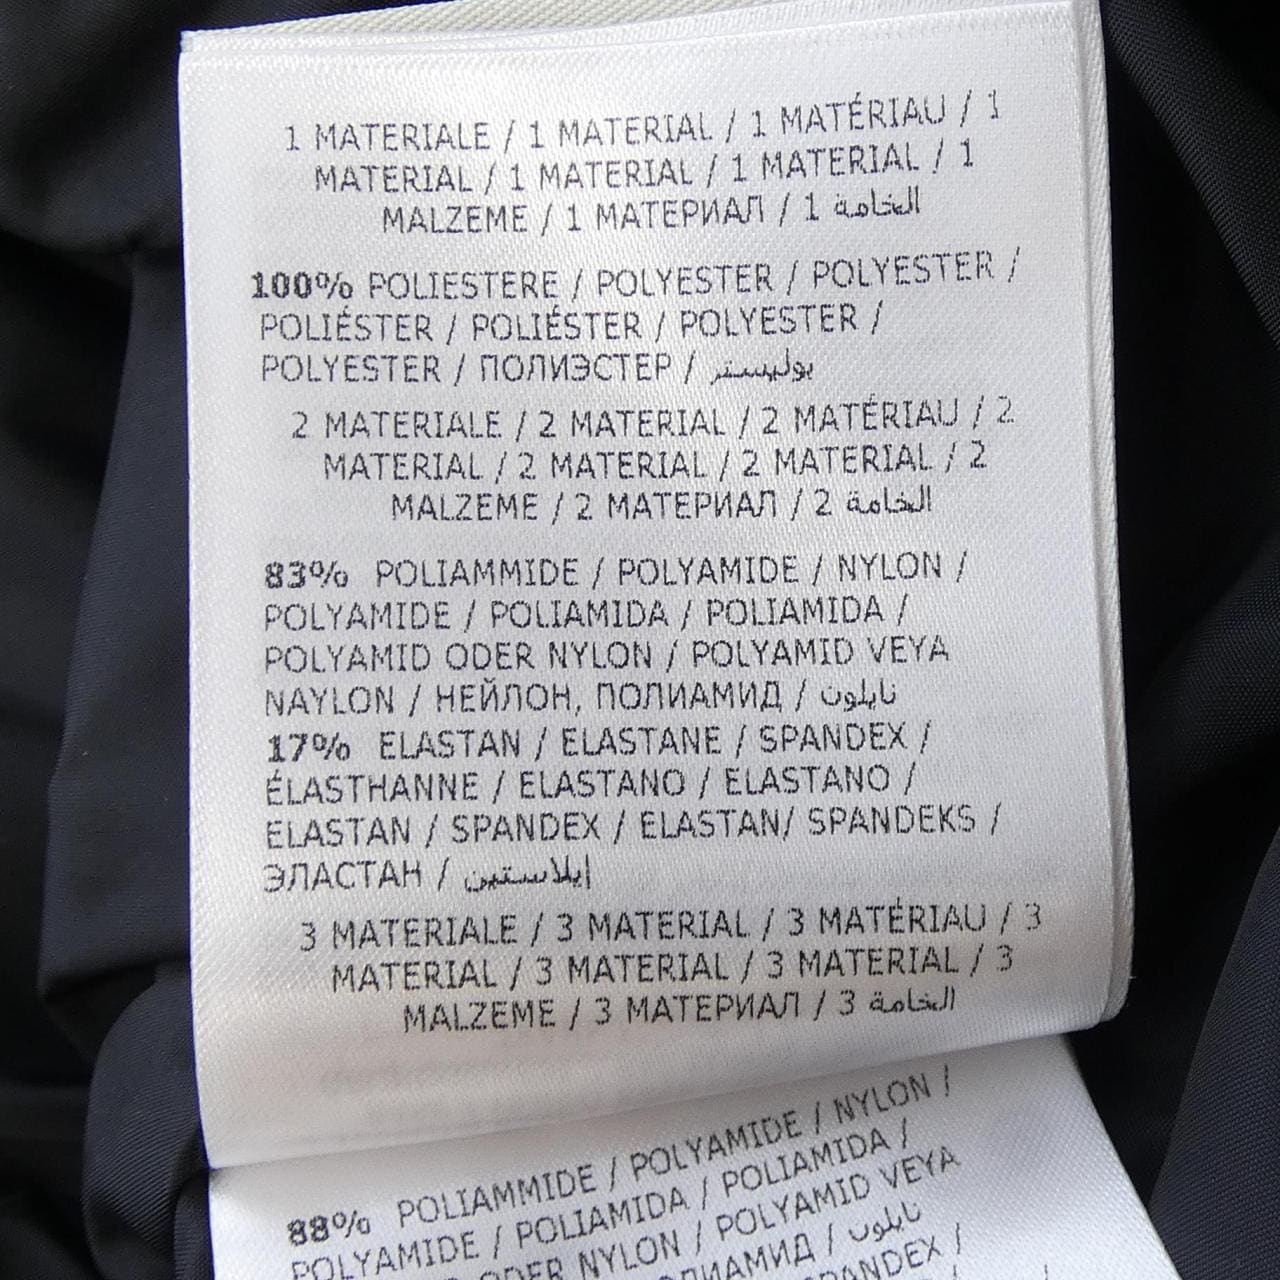 1 MATERIALE / 1 MATERIAL / 1 MATÉRIAU / 1
MATERIAL / 1 MATERIAL / 1 MATERIAL / 1
MALZEME / 1 МАТЕРИАЛ / 1 الخامة
100% POLIESTERE / POLYESTER / POLYESTER /
POLIÉSTER / POLIÉSTER / POLYESTER /
POLYESTER / ПОЛИЭСТЕР / بوليستر
2 MATERIALE / 2 MATERIAL / 2 MATÉRIAU / 2
MATERIAL / 2 MATERIAL / 2 MATERIAL / 2
MALZEME / 2 МАТЕРИАЛ / 2 الخامة
83% POLIAMMIDE / POLYAMIDE / NYLON /
POLYAMIDE / POLIAMIDA / POLIAMIDA /
POLYAMID ODER NYLON / POLYAMID VEYA
NAYLON / НЕЙЛОН, ПОЛИАМИД / نايلون
17% ELASTAN / ELASTANE / SPANDEX /
ÉLASTHANNE / ELASTANO / ELASTANO /
ELASTAN / SPANDEX / ELASTAN/ SPANDEKS /
ЭЛАСТАН / إيلاستين
3 MATERIALE / 3 MATERIAL / 3 MATÉRIAU / 3
MATERIAL / 3 MATERIAL / 3 MATERIAL / 3
MALZEME / 3 МАТЕРИАЛ / 3 الخامة
88% POLIAMMIDE / POLYAMIDE / NYLON /
POLYAMIDE / POLIAMIDA / POLIAMIDA /
ODER NYLON / POLYAMID VEYA
/ نايلون
/